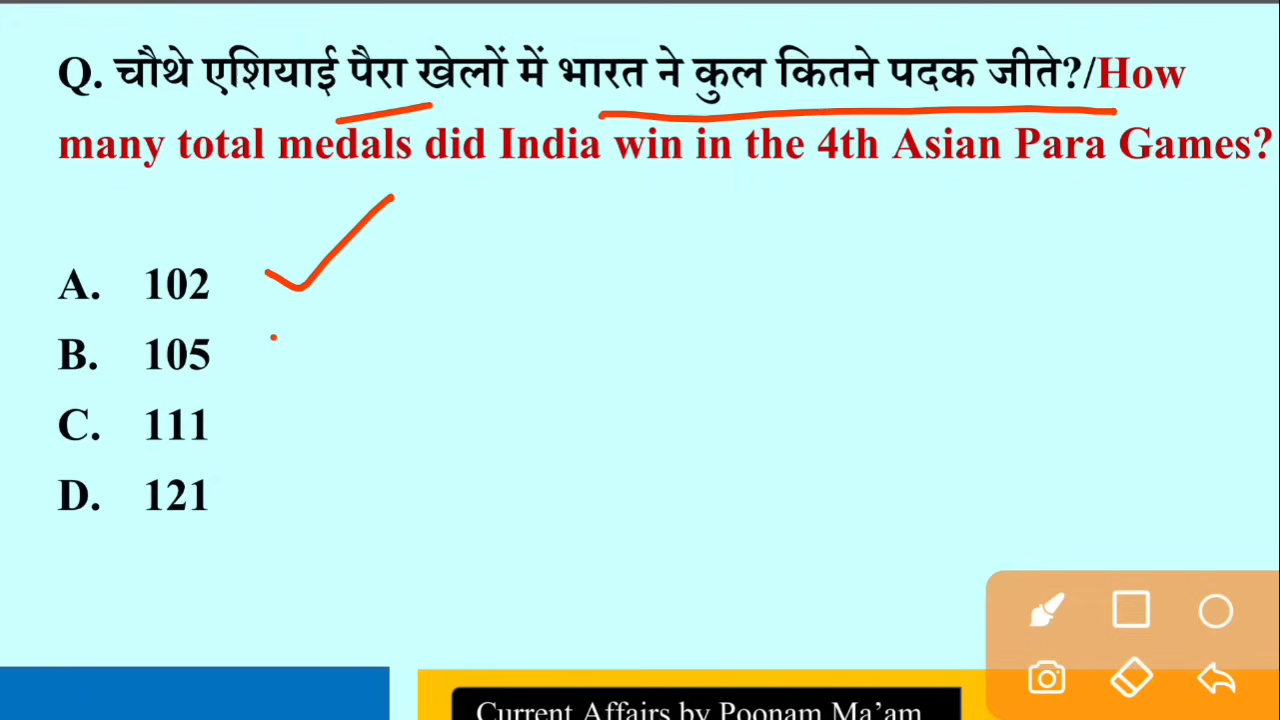 Q. चौथे एशियाई पैरा खेलों में भारत ने कुल कितने पदक जीते?/How
many total medals did India win in the 4th Asian Para Games?
A. 102
B. 105
C. 111
D. 121
Current Affairs by Poonam Ma'am